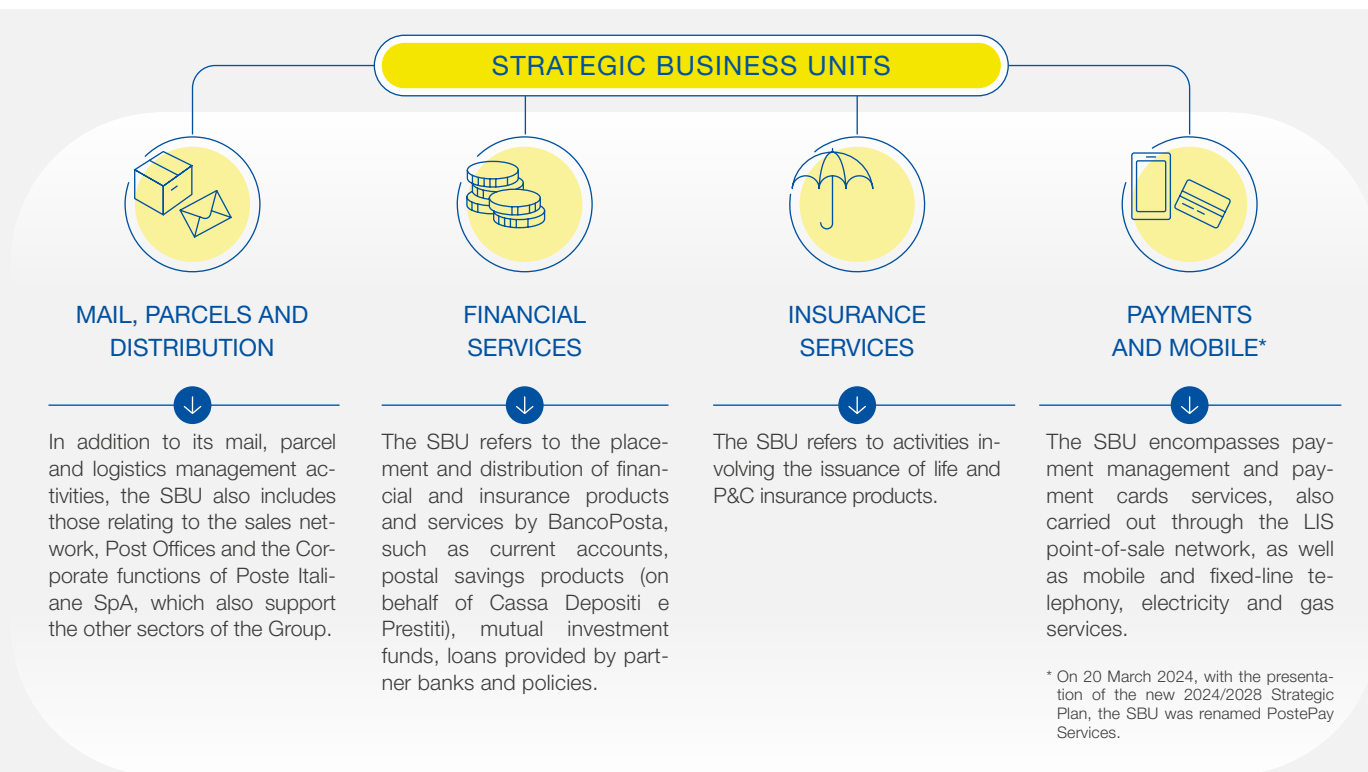 STRATEGIC BUSINESS UNITS
MAIL, PARCELS AND
DISTRIBUTION
In addition to its mail, parcel
and logistics management ac-
tivities, the SBU also includes
those relating to the sales net-
work, Post Offices and the Cor-
porate functions of Poste Itali-
ane SpA, which also support
the other sectors of the Group.
FINANCIAL
SERVICES
The SBU refers to the place-
ment and distribution of finan-
cial and insurance products
and services by BancoPosta,
such as current accounts,
postal savings products (on
behalf of Cassa Depositi e
Prestiti), mutual investment
funds, loans provided by part-
ner banks and policies.
INSURANCE
SERVICES
The SBU refers to activities in-
volving the issuance of life and
P&C insurance products.
PAYMENTS
AND MOBILE*
The SBU encompasses pay-
ment management and pay-
ment cards services, also
carried out through the LIS
point-of-sale network, as well
as mobile and fixed-line te-
lephony, electricity and gas
services.
* On 20 March 2024, with the presenta-
tion of the new 2024/2028 Strategic
Plan, the SBU was renamed PostePay
Services.